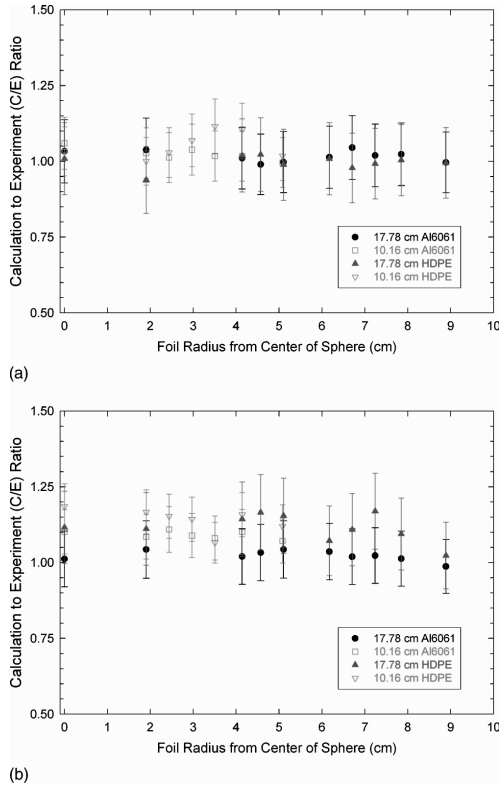 1.50
1.25
1.00
0.75
0.50
Calculation to Experiment (C/E) Ratio
17.78 cm Al6061
10.16 cm Al6061
17.78 cm HDPE
10.16 cm HDPE
0 1 2 3 4 5 6 7 8 9 10
Foil Radius from Center of Sphere (cm)
(a)
1.50
1.25
1.00
0.75
0.50
Calculation to Experiment (C/E) Ratio
17.78 cm Al6061
10.16 cm Al6061
17.78 cm HDPE
10.16 cm HDPE
0 1 2 3 4 5 6 7 8 9 10
Foil Radius from Center of Sphere (cm)
(b)